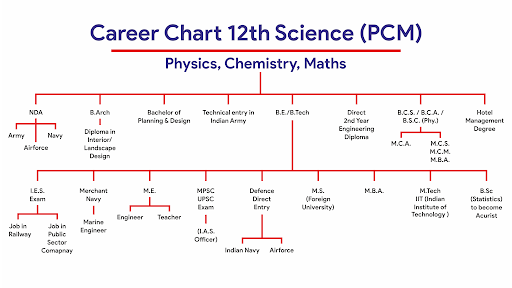 Career Chart 12th Science (PCM)
Physics, Chemistry, Maths
NDA
Army
Navy
Airforce
B.Arch
Diploma in
Interior/
Landscape
Design
Bachelor of
Planning & Design
Technical entry in
Indian Army
B.E./B.Tech
Direct
2nd Year
Engineering
Diploma
B.C.S. / B.C.A. /
B.S.C. (Phy.)
M.C.A.
M.C.S.
M.C.M.
M.B.A.
Hotel
Management
Degree
I.E.S.
Exam
Job in
Railway
Job in
Public
Sector
Comapnay
Merchant
Navy
Marine
Engineer
M.E.
Engineer
Teacher
MPSC
UPSC
Exam
(I.A.S.
Officer)
Defence
Direct
Entry
Indian Navy
Airforce
M.S.
(Foreign
University)
M.B.A.
M.Tech
IIT (Indian
Institute of
Technology )
B.Sc
(Statistics)
to become
Acurist